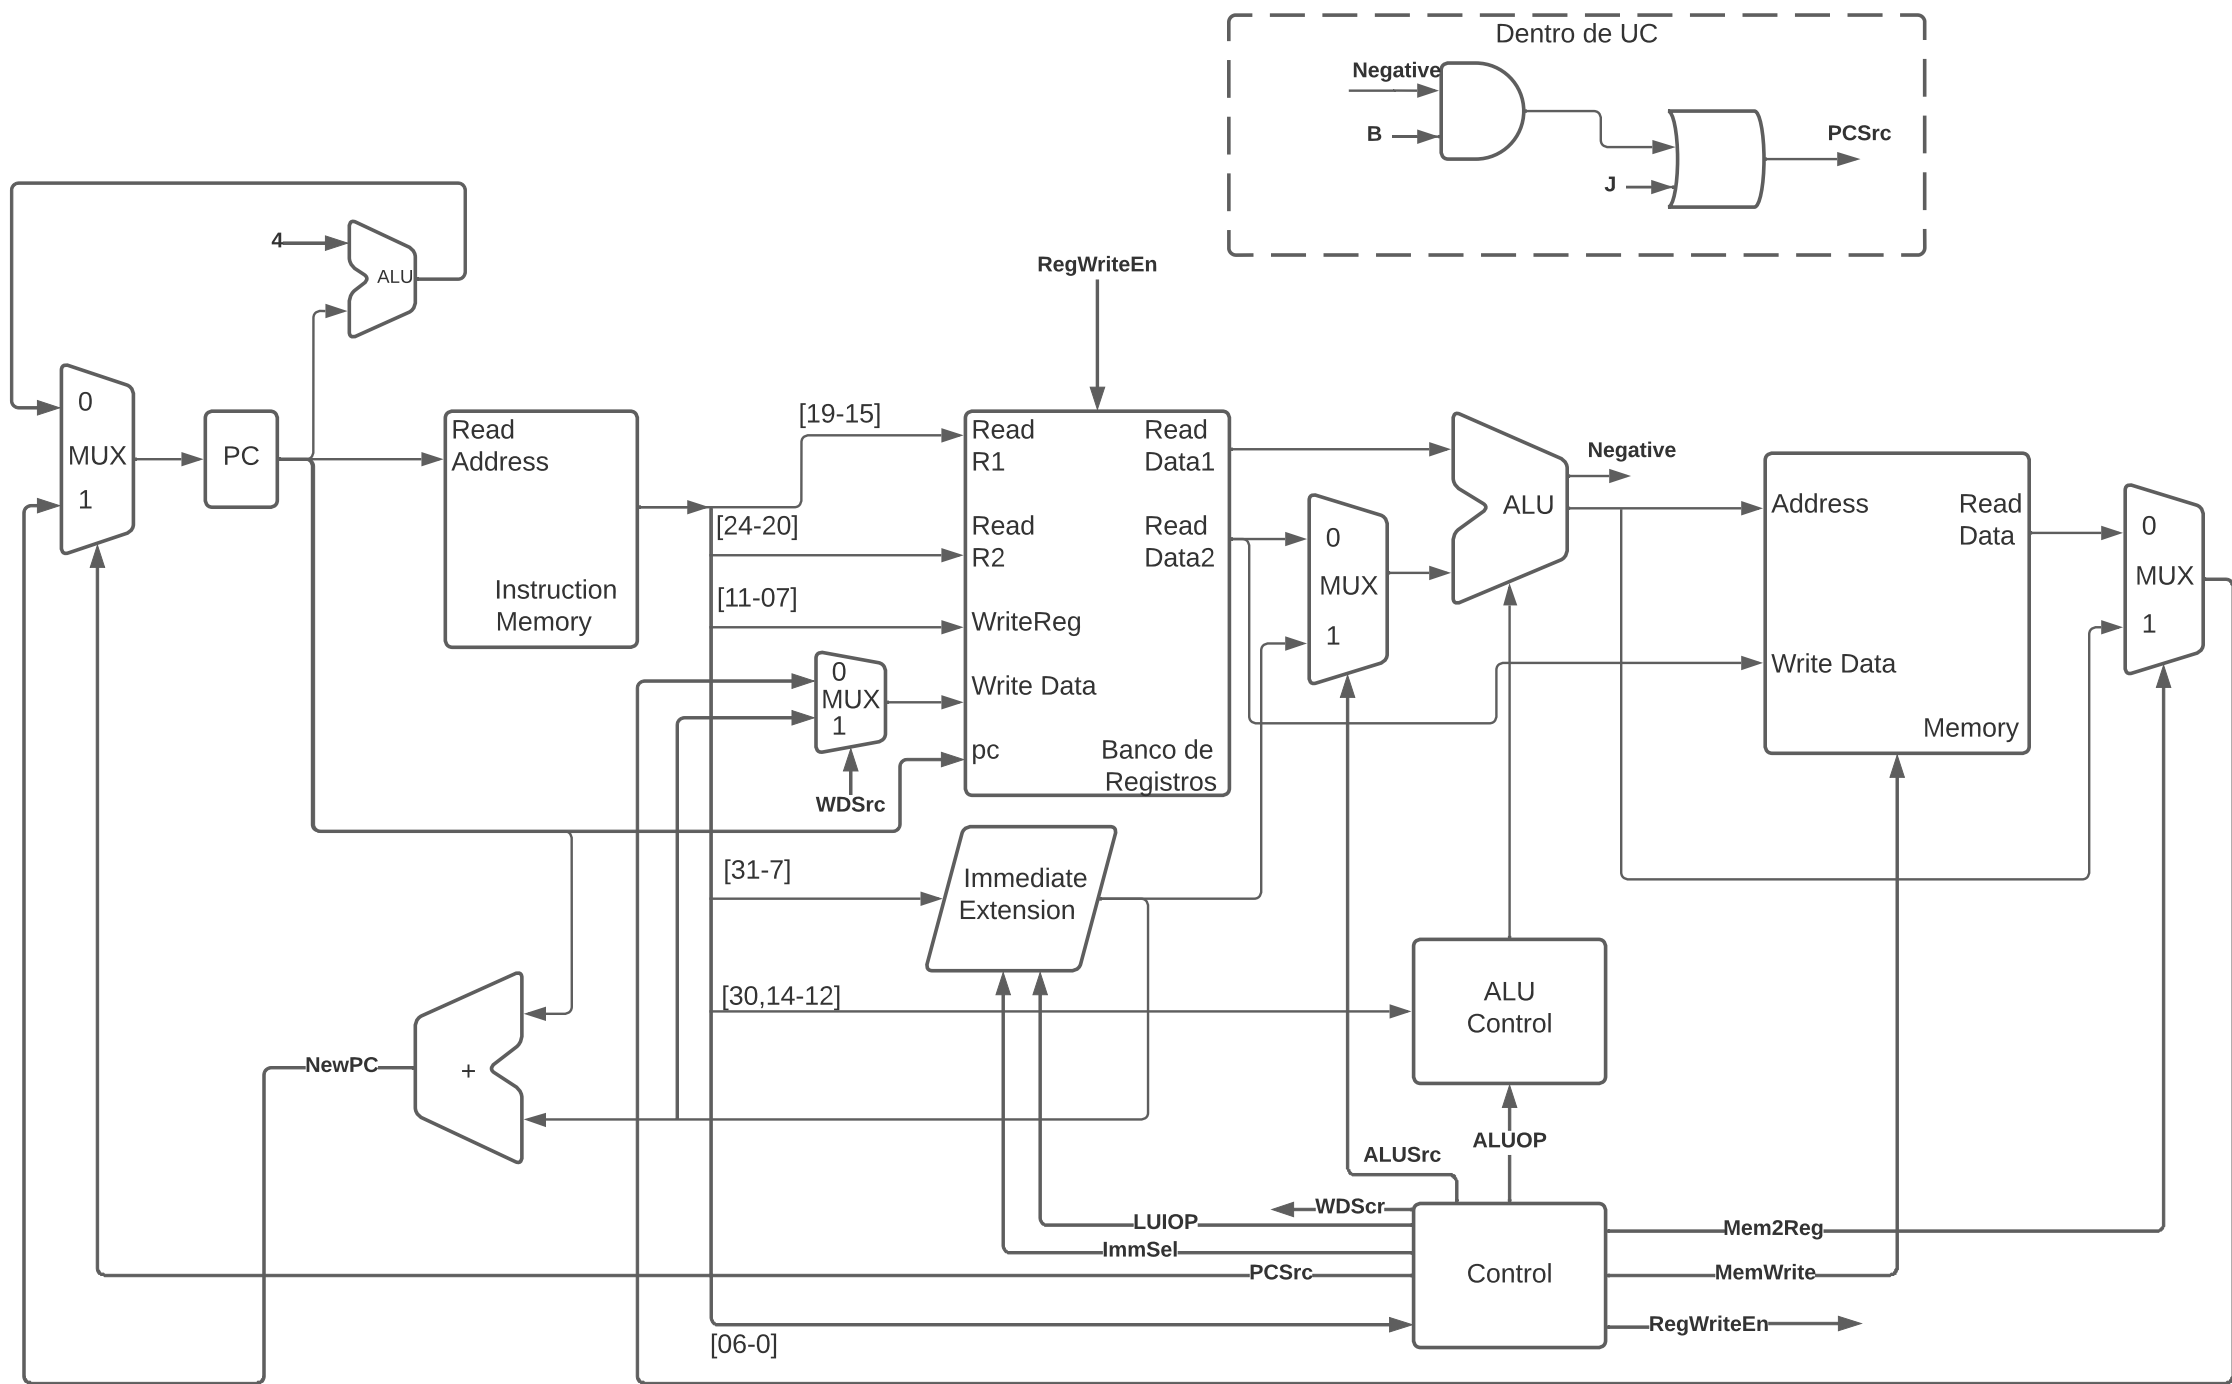 Dentro de UC
Negative
B
J
PCSrc
4
ALU
RegWriteEn
0
MUX
1
PC
Read
Address
Instruction
Memory
[19-15]
[24-20]
[11-07]
0
MUX
1
WDSrc
Read
R1
Read
R2
WriteReg
Write Data
pc
Read
Data1
Read
Data2
Banco de
Registros
0
MUX
1
ALU
Negative
Address
Read
Data
Write Data
Memory
0
MUX
1
[31-7]
Immediate
Extension
[30,14-12]
ALU
Control
NewPC
+
ALUSrc
ALUOP
WDScr
LUIOP
ImmSel
PCSrc
Control
Mem2Reg
MemWrite
RegWriteEn
[06-0]